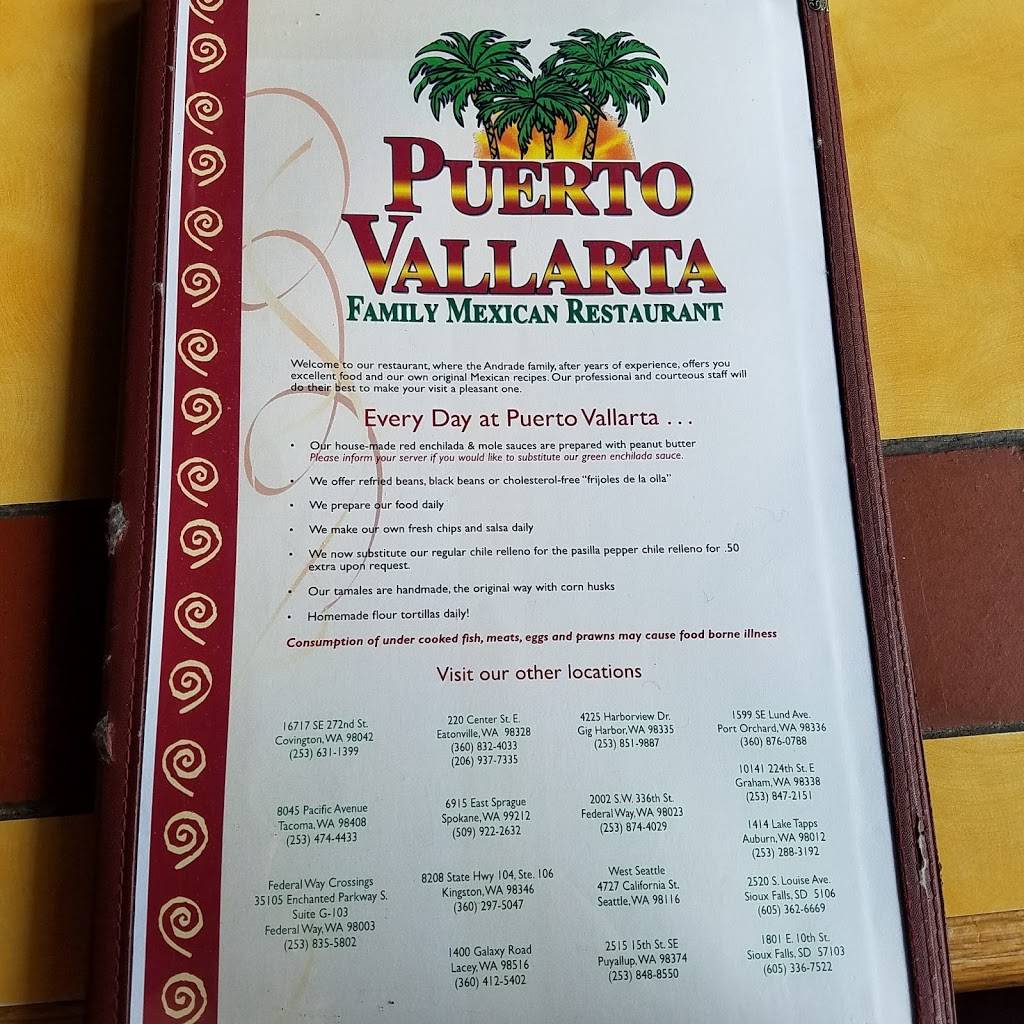 PUERTO
VALLARTA
FAMILY MEXICAN RESTAURANT
Welcome to our restaurant, where the Andrade family, after years of experience, offers you
excellent food and our own original Mexican recipes. Our professional and courteous staff will
do their best to make your visit a pleasant one.
Every Day at Puerto Vallarta . . .
• Our house-made red enchilada & mole sauces are prepared with peanut butter
Please inform your server if you would like to substitute our green enchilada sauce.
• We offer refried beans, black beans or cholesterol-free “frijoles de la olla”
• We prepare our food daily
• We make our own fresh chips and salsa daily
• We now substitute our regular chile relleno for the pasilla pepper chile relleno for .50
extra upon request.
• Our tamales are handmade, the original way with corn husks
• Homemade flour tortillas daily!
Consumption of under cooked fish, meats, eggs and prawns may cause food borne illness
Visit our other locations
16717 SE 272nd St.
Covington, WA 98042
(253) 631-1399
8045 Pacific Avenue
Tacoma, WA 98408
(253) 474-4433
Federal Way Crossings
35105 Enchanted Parkway S.
Suite G-103
Federal Way, WA 98003
(253) 835-5802
220 Center St. E.
Eatonville, WA 98328
(360) 832-4033
(206) 937-7335
6915 East Sprague
Spokane, WA 99212
(509) 922-2632
8208 State Hwy 104, Ste. 106
Kingston, WA 98346
(360) 297-5047
1400 Galaxy Road
Lacey, WA 98516
(360) 412-5402
4225 Harborview Dr.
Gig Harbor, WA 98335
(253) 851-9887
2002 S.W. 336th St.
Federal Way, WA 98023
(253) 874-4029
West Seattle
4727 California St.
Seattle, WA 98116
2515 15th St. SE
Puyallup, WA 98374
(253) 848-8550
1599 SE Lund Ave.
Port Orchard, WA 98336
(360) 876-0788
10141 224th St. E
Graham, WA 98338
(253) 847-2151
1414 Lake Tapps
Auburn, WA 98012
(253) 288-3192
2520 S. Louise Ave.
Sioux Falls, SD 5106
(605) 362-6669
1801 E. 10th St.
Sioux Falls, SD 57103
(605) 336-7522